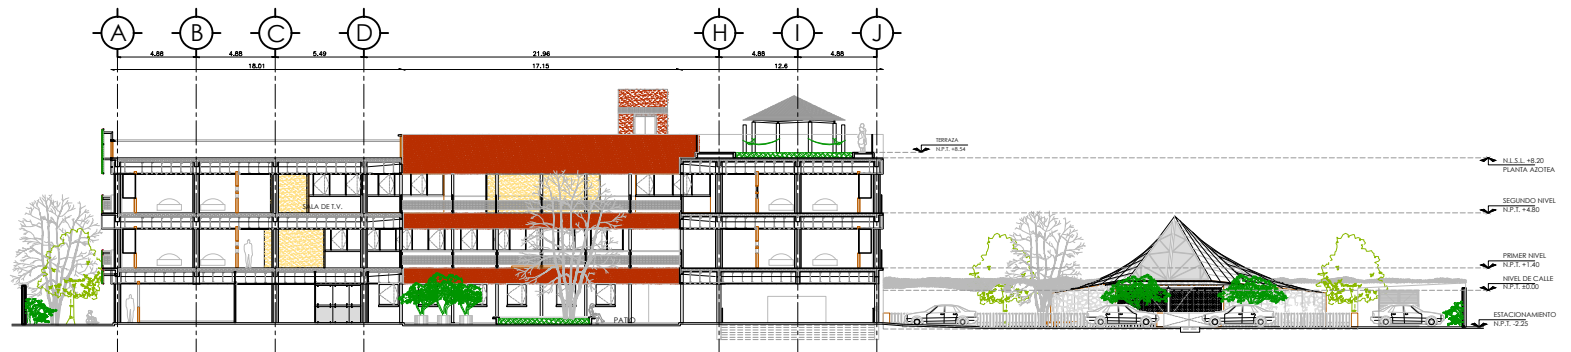 A B C D H I J
4.88 4.88 5.49 21.96 4.88 4.88
18.01 17.15 12.6
TERRAZA
N.P.T. +8.54
N.L.S.L. +8.20
PLANTA AZOTEA
SALA DE T.V.
SEGUNDO NIVEL
N.P.T. +4.80
PRIMER NIVEL
N.P.T. +1.40
NIVEL DE CALLE
N.P.T. ±0.00
PATIO
ESTACIONAMIENTO
N.P.T. -2.25